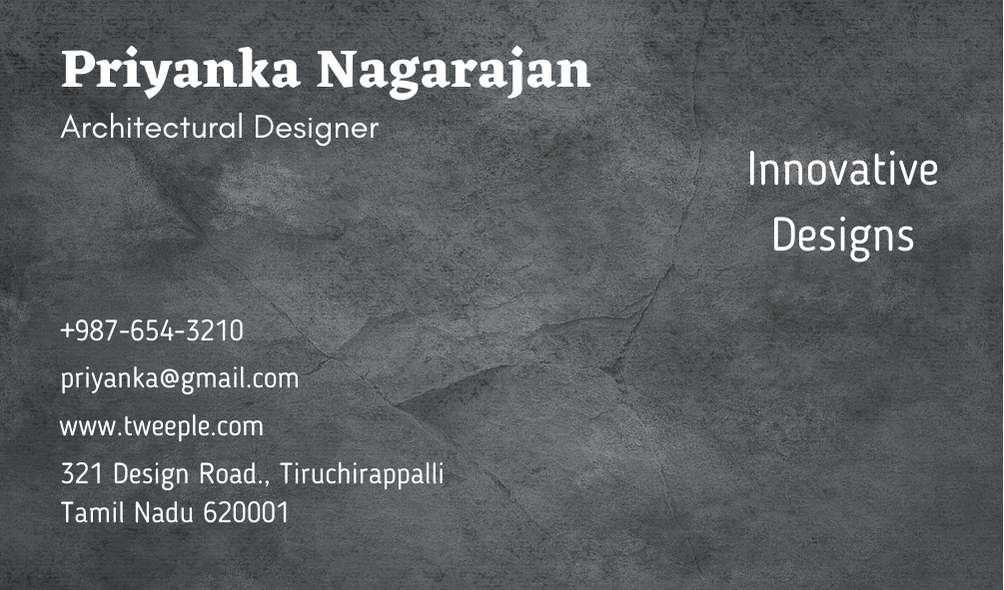 Priyanka Nagarajan
Architectural Designer
Innovative
Designs
+987-654-3210
priyanka@gmail.com
www.tweeple.com
321 Design Road., Tiruchirappalli
Tamil Nadu 620001